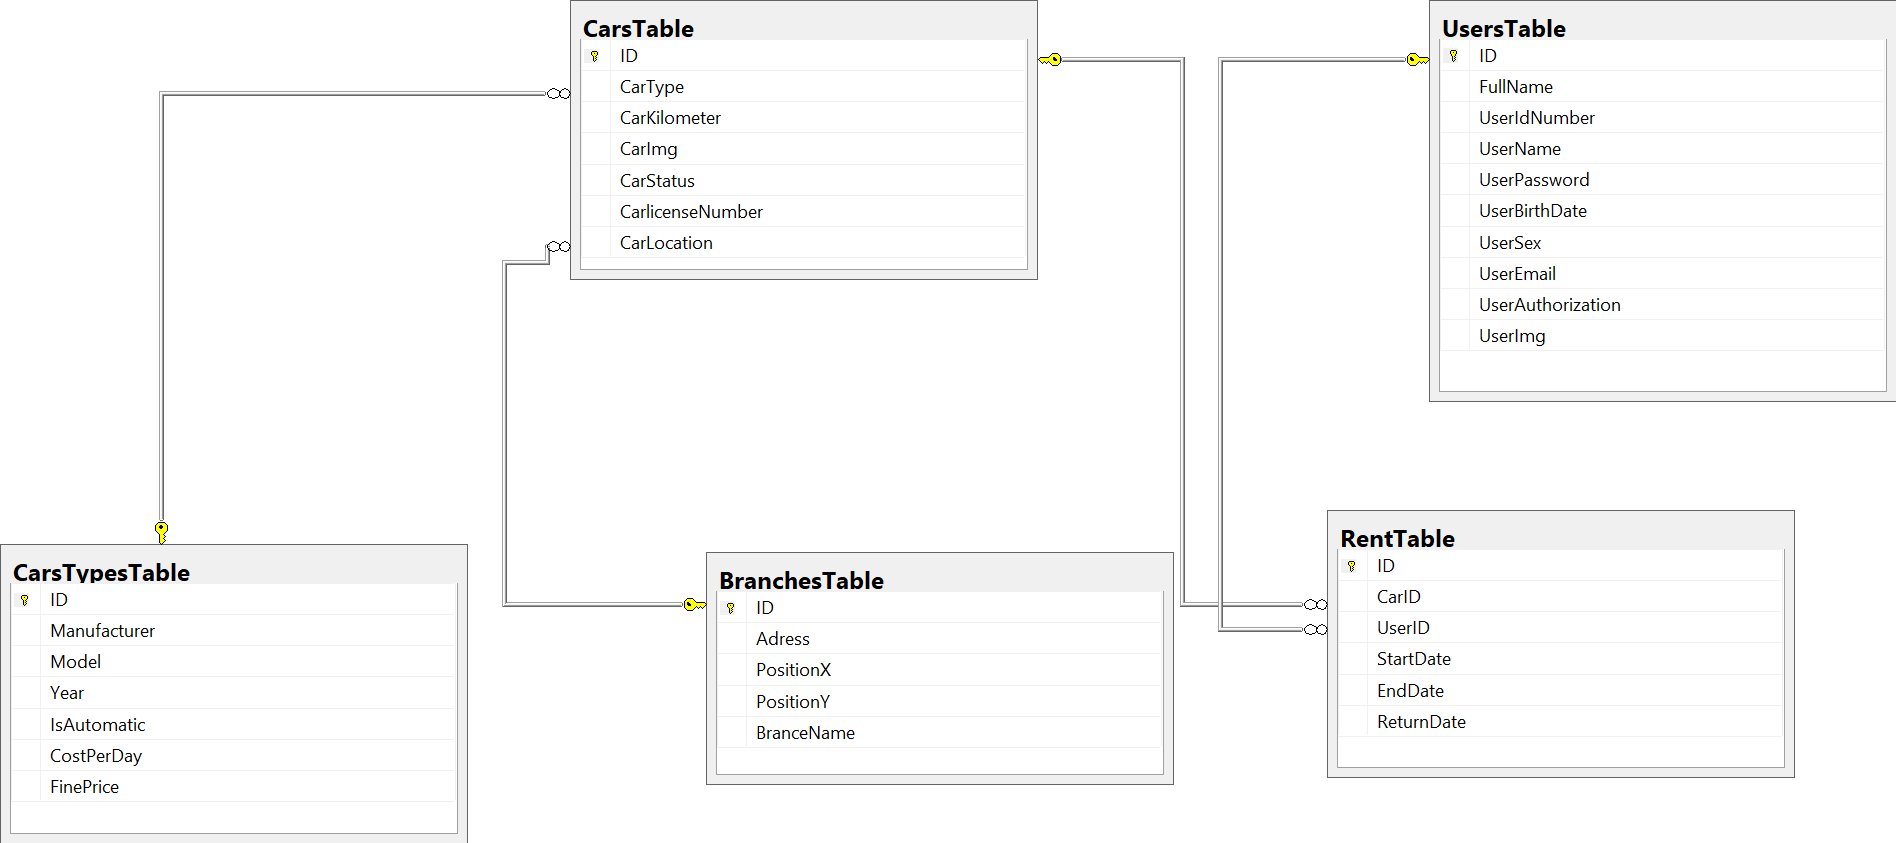 CarsTable
ID
CarType
CarKilometer
CarImg
CarStatus
CarlicenseNumber
CarLocation
UsersTable
ID
FullName
UserIdNumber
UserName
UserPassword
UserBirthDate
UserSex
UserEmail
UserAuthorization
UserImg
CarsTypesTable
ID
Manufacturer
Model
Year
IsAutomatic
CostPerDay
FinePrice
BranchesTable
ID
Adress
PositionX
PositionY
BranceName
RentTable
ID
CarID
UserID
StartDate
EndDate
ReturnDate